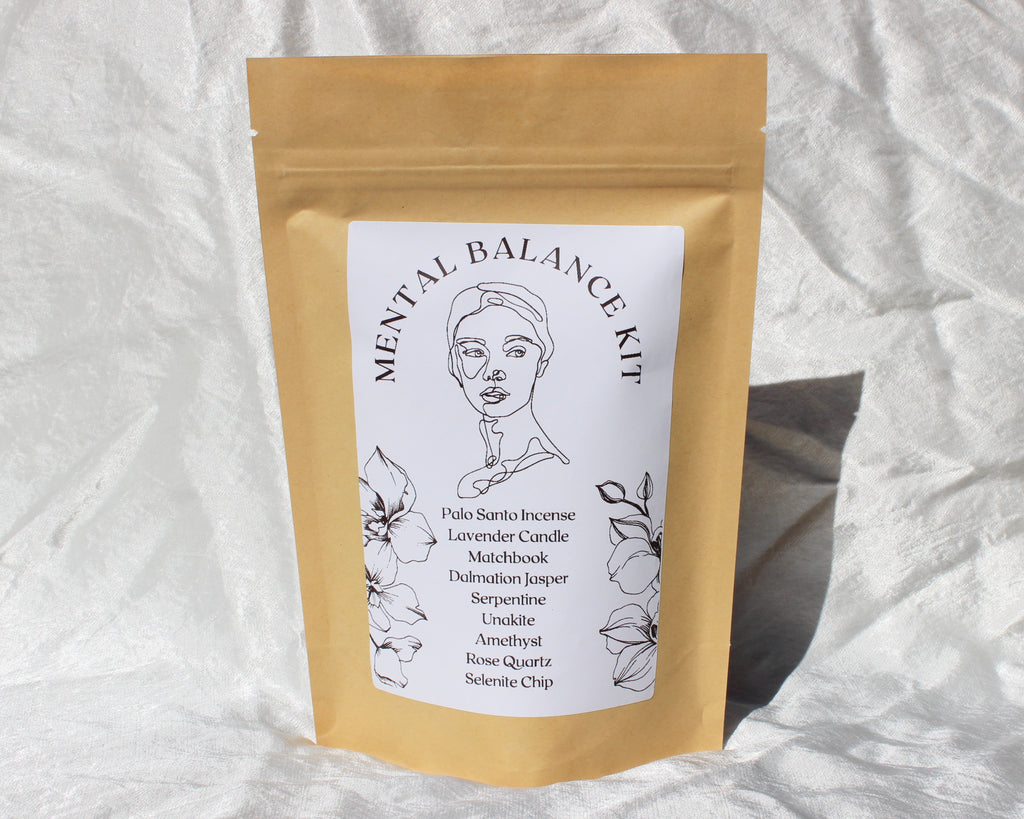 MENTAL BALANCE KIT
Palo Santo Incense
Lavender Candle
Matchbook
Dalmation Jasper
Serpentine
Unakite
Amethyst
Rose Quartz
Selenite Chip